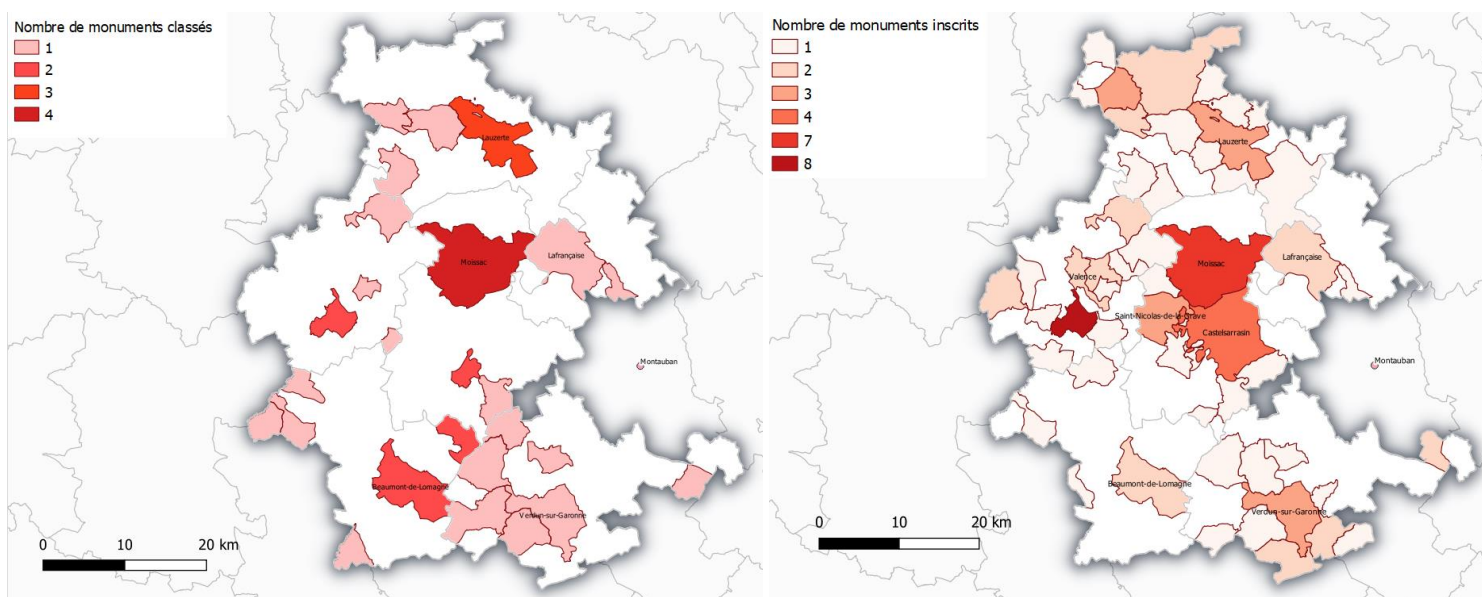 Nombre de monuments classés
1
2
3
4
Lauzerte
Moissac
Lafrançaise
Montauban
Beaumont-de-Lomagne
Verdun-sur-Garonne
0 10 20 km
Nombre de monuments inscrits
1
2
3
4
7
8
Lauzerte
Moissac
Lafrançaise
Valence
Saint-Nicolas-de-la-Grave
Castelsarrasin
Montauban
Beaumont-de-Lomagne
Verdun-sur-Garonne
0 10 20 km